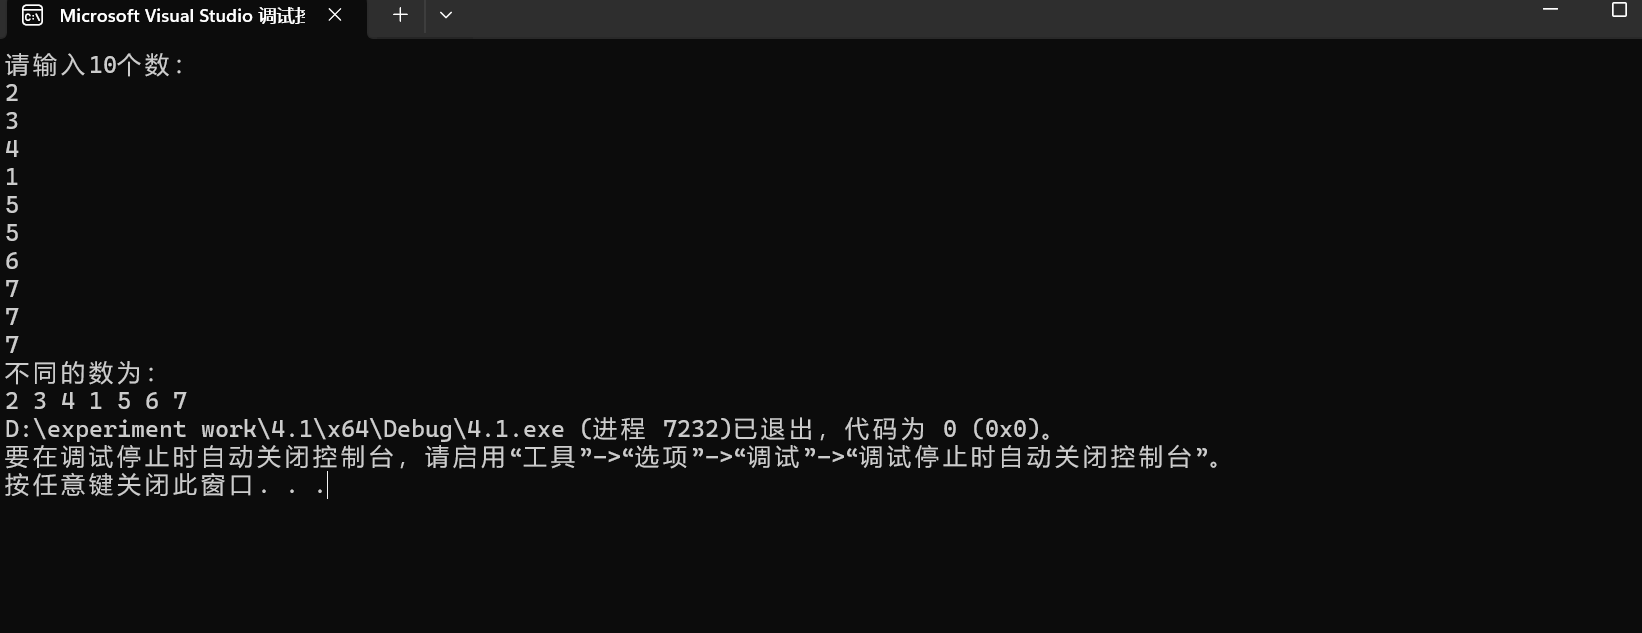 Microsoft Visual Studio 调试
请输入10个数：
2
3
4
1
5
5
6
7
7
7
不同的数为：
2 3 4 1 5 6 7
D:\experiment work\4.1\x64\Debug\4.1.exe (进程 7232)已退出，代码为 0 (0x0)。
要在调试停止时自动关闭控制台，请启用“工具”->“选项”->“调试”->“调试停止时自动关闭控制台”。
按任意键关闭此窗口. . .